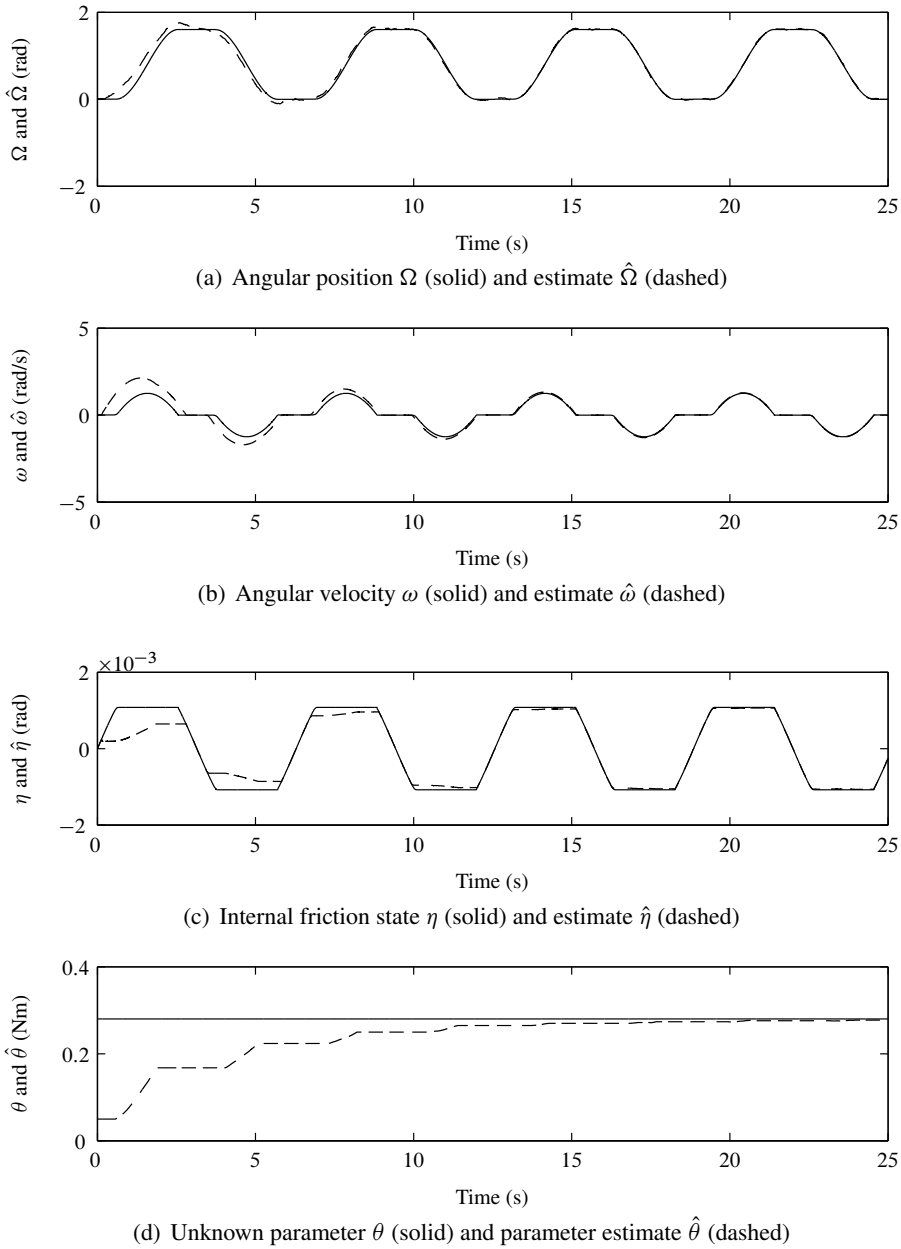 2
0
−2
Ω and Ω̂ (rad)
0 5 10 15 20 25
Time (s)
(a) Angular position Ω (solid) and estimate Ω̂ (dashed)
5
0
−5
ω and ω̂ (rad/s)
0 5 10 15 20 25
Time (s)
(b) Angular velocity ω (solid) and estimate ω̂ (dashed)
×10⁻³
2
0
−2
η and η̂ (rad)
0 5 10 15 20 25
Time (s)
(c) Internal friction state η (solid) and estimate η̂ (dashed)
0.4
0.2
0
θ and θ̂ (Nm)
0 5 10 15 20 25
Time (s)
(d) Unknown parameter θ (solid) and parameter estimate θ̂ (dashed)